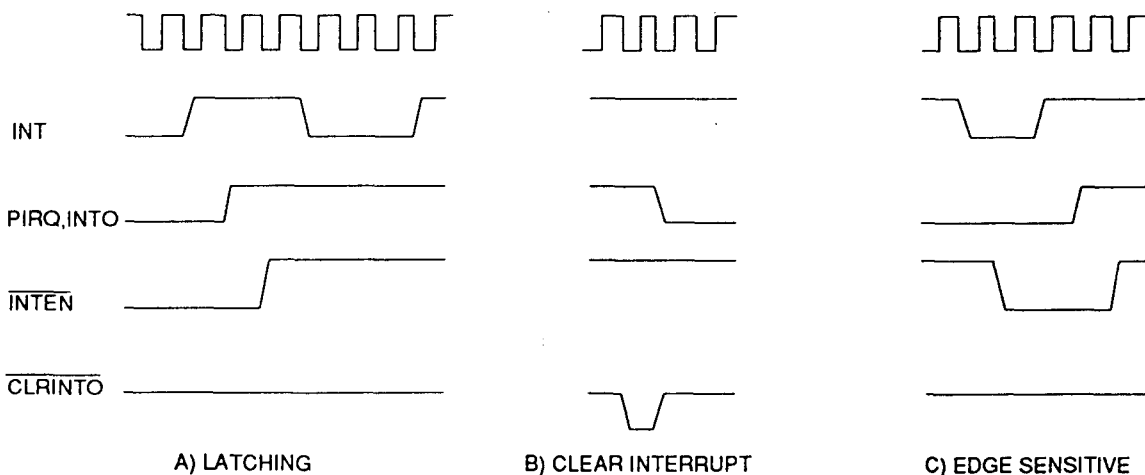 INT
PIRQ,INTO
INTEN
CLRINTO
A) LATCHING
B) CLEAR INTERRUPT
C) EDGE SENSITIVE